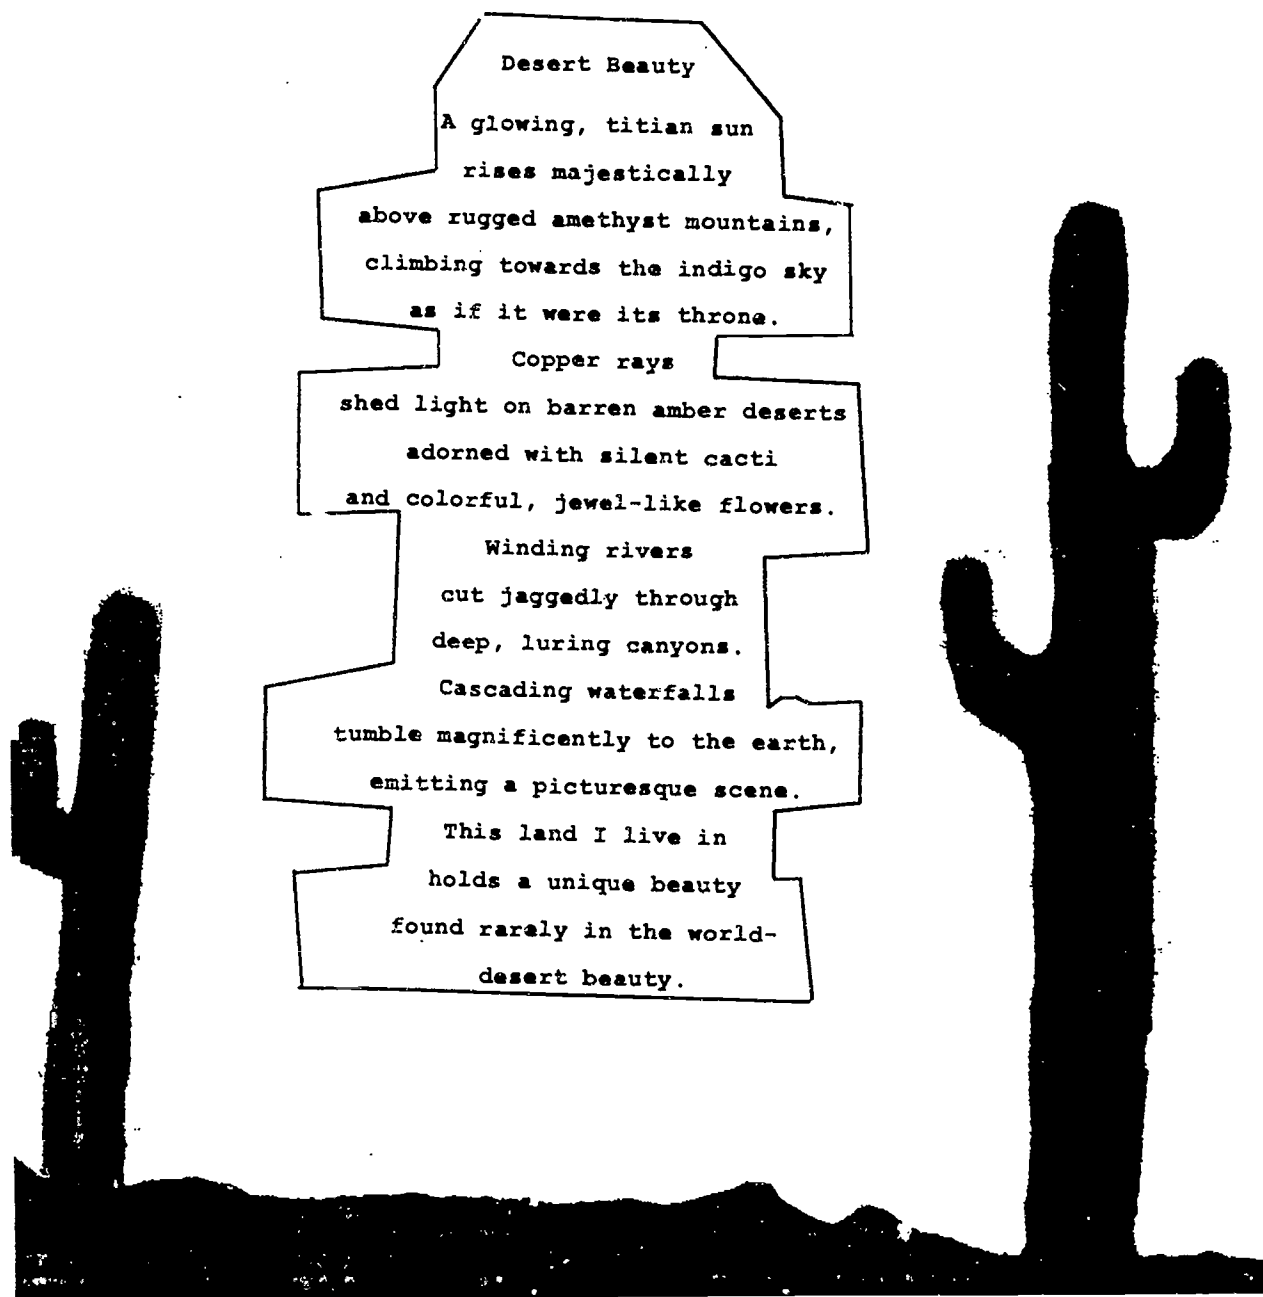 Desert Beauty
A glowing, titian sun
rises majestically
above rugged amethyst mountains,
climbing towards the indigo sky
as if it were its throne.
Copper rays
shed light on barren amber deserts
adorned with silent cacti
and colorful, jewel-like flowers.
Winding rivers
cut jaggedly through
deep, luring canyons.
Cascading waterfalls
tumble magnificently to the earth,
emitting a picturesque scene.
This land I live in
holds a unique beauty
found rarely in the world-
desert beauty.